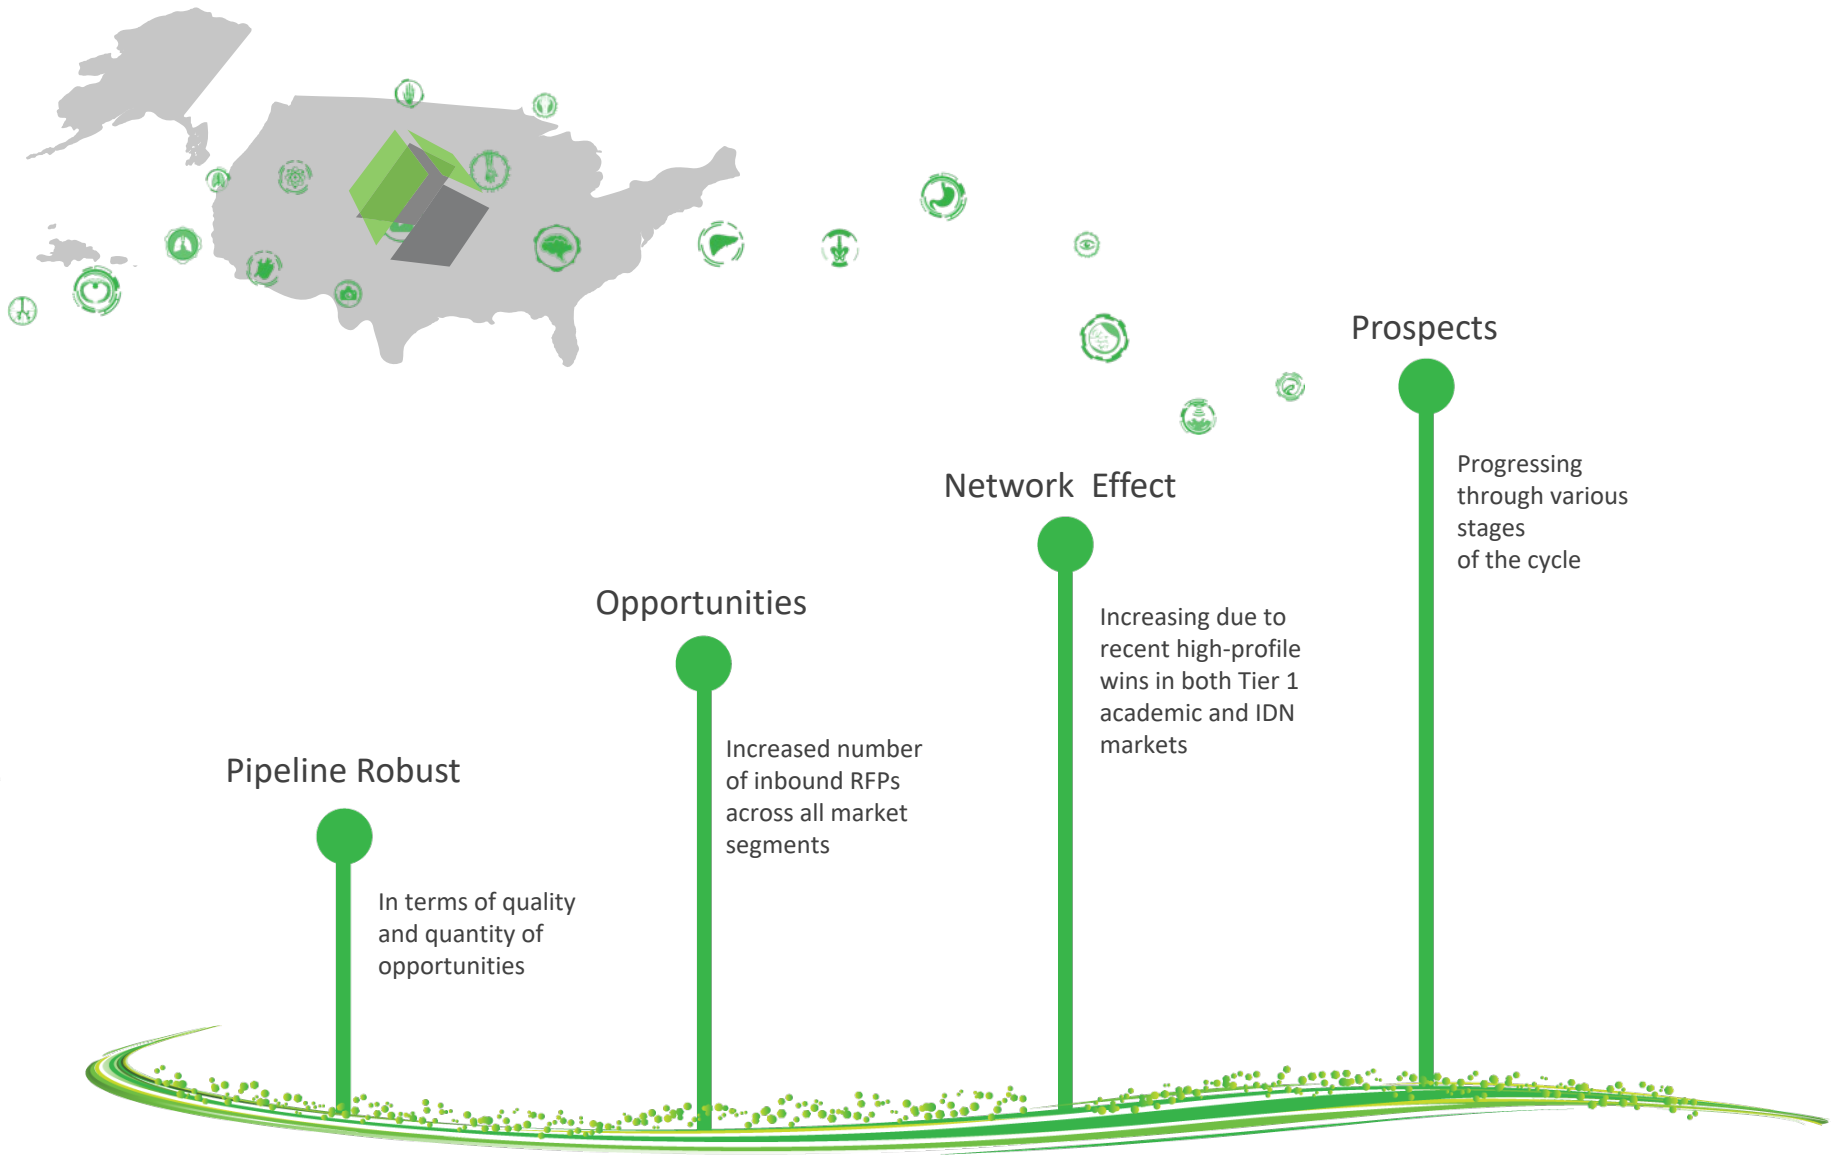 Prospects
Progressing
through various
stages
of the cycle
Network  Effect
Increasing due to
recent high-profile
wins in both Tier 1
academic and IDN
markets
Opportunities
Increased number
of inbound RFPs
across all market
segments
Pipeline Robust
In terms of quality
and quantity of
opportunities